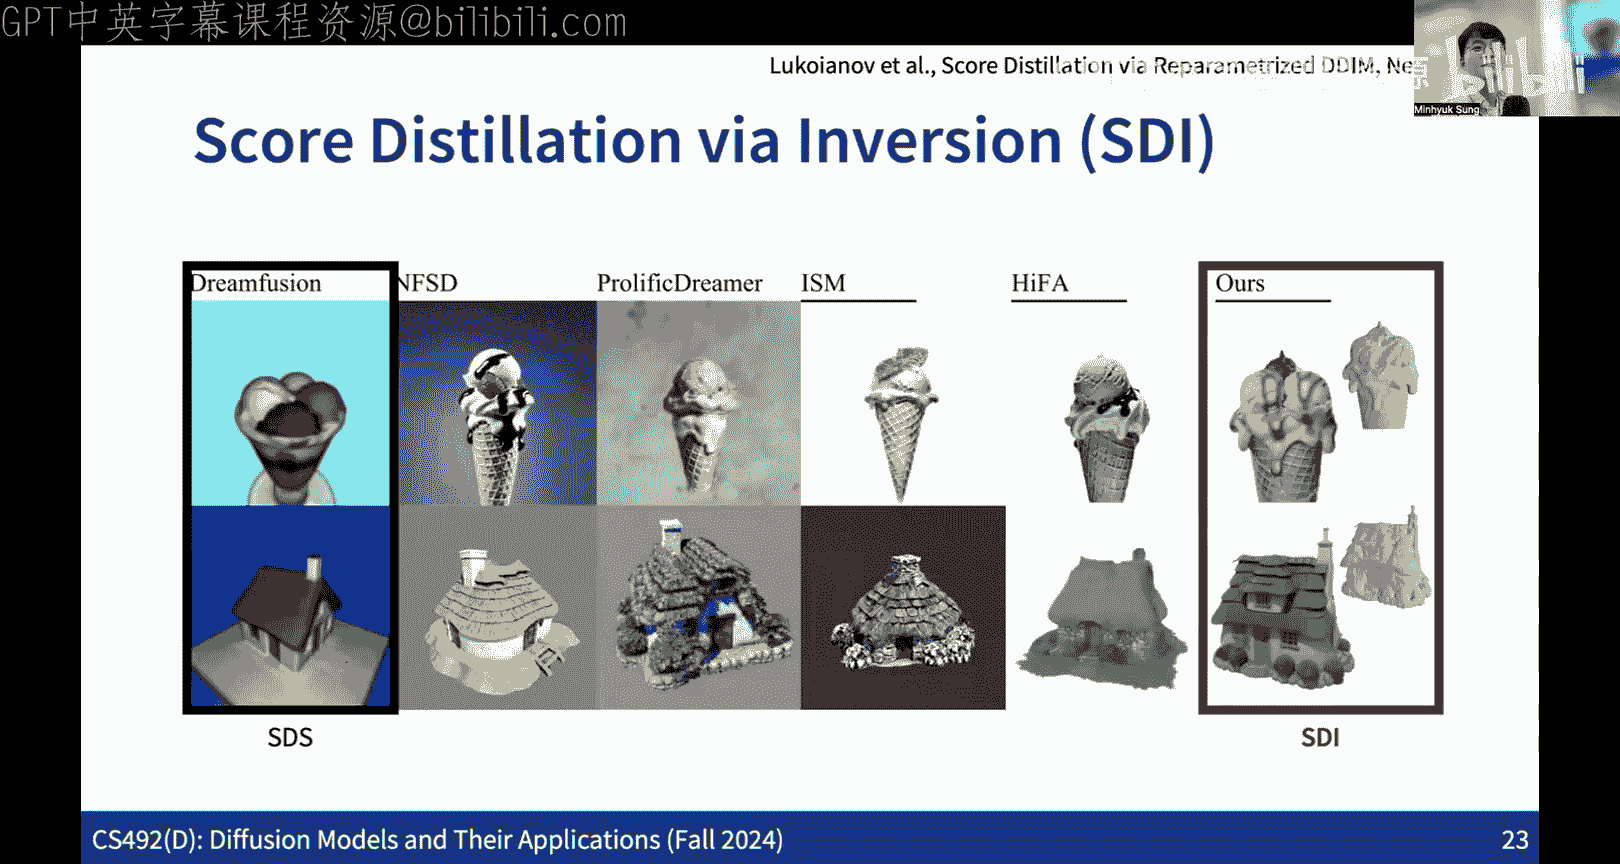 GPT中英字幕课程资源@bilibili.com
Lukoianov et al., Score Distillation via Reparametrized DDIM, Ne
bilibili
Minhyuk Sung
Score Distillation via Inversion (SDI)
Dreamfusion NFSD ProlificDreamer ISM HiFA Ours
SDS SDI
CS492(D): Diffusion Models and Their Applications (Fall 2024) 23